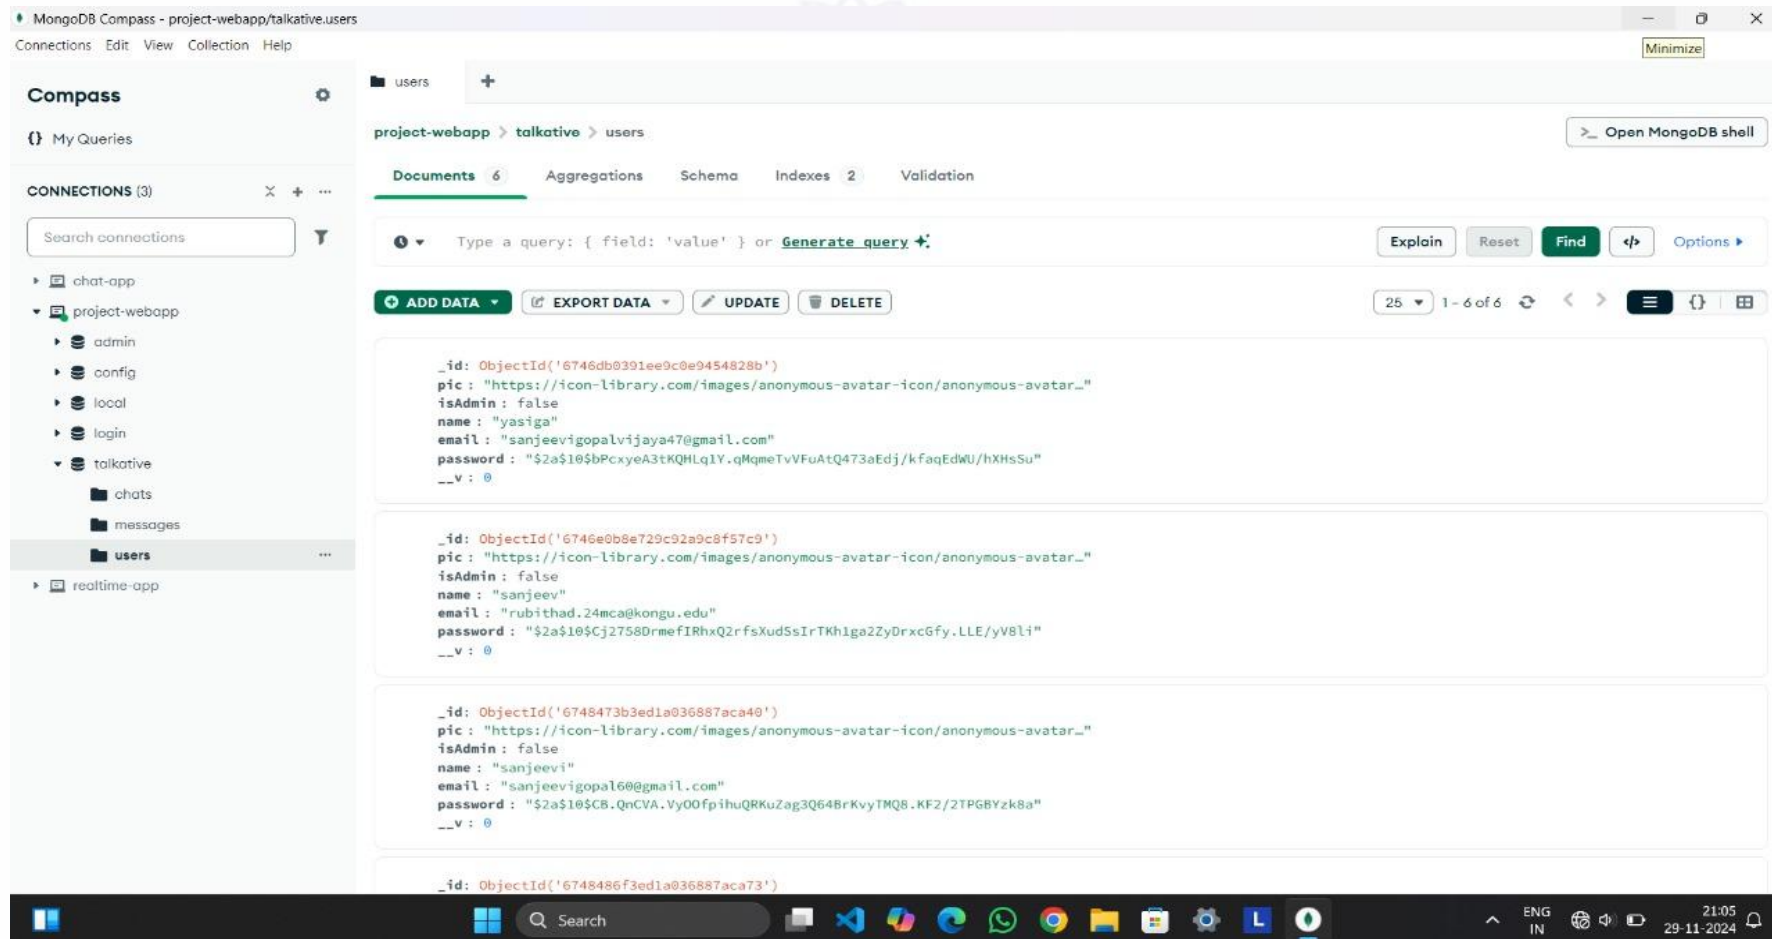 MongoDB Compass - project-webapp/talkative.users
Connections Edit View Collection Help
Minimize
Compass
users
{} My Queries
project-webapp > talkative > users
>_ Open MongoDB shell
Documents 6 Aggregations Schema Indexes 2 Validation
CONNECTIONS (3)
Search connections
Type a query: { field: 'value' } or Generate query
Explain Reset Find </> Options
chat-app
project-webapp
admin
config
local
login
talkative
chats
messages
users
realtime-app
ADD DATA EXPORT DATA UPDATE DELETE
25 1 - 6 of 6 {}
_id: ObjectId('6746db0391ee9c0e9454828b')
pic : "https://icon-library.com/images/anonymous-avatar-icon/anonymous-avatar…"
isAdmin : false
name : "yasiga"
email : "sanjeevigopalvijaya47@gmail.com"
password : "$2a$10$bPcxyeA3tKQHLq1Y.qMqmeTvVFuAtQ473aEdj/kfaqEdWU/hXHsSu"
__v : 0
_id: ObjectId('6746e0b8e729c92a9c8f57c9')
pic : "https://icon-library.com/images/anonymous-avatar-icon/anonymous-avatar…"
isAdmin : false
name : "sanjeev"
email : "rubithad.24mca@kongu.edu"
password : "$2a$10$Cj2758DrmefIRhxQ2rfsXudSsIrTKh1ga2ZyDrxcGfy.LLE/yV8li"
__v : 0
_id: ObjectId('6748473b3ed1a036887aca40')
pic : "https://icon-library.com/images/anonymous-avatar-icon/anonymous-avatar…"
isAdmin : false
name : "sanjeevi"
email : "sanjeevigopal60@gmail.com"
password : "$2a$10$CB.QnCVA.VyOOfpihuQRKuZag3Q64BrKvyTMQ8.KF2/2TPGBYzk8a"
__v : 0
_id: ObjectId('6748486f3ed1a036887aca73')
Search
L
ENG
IN
21:05
29-11-2024